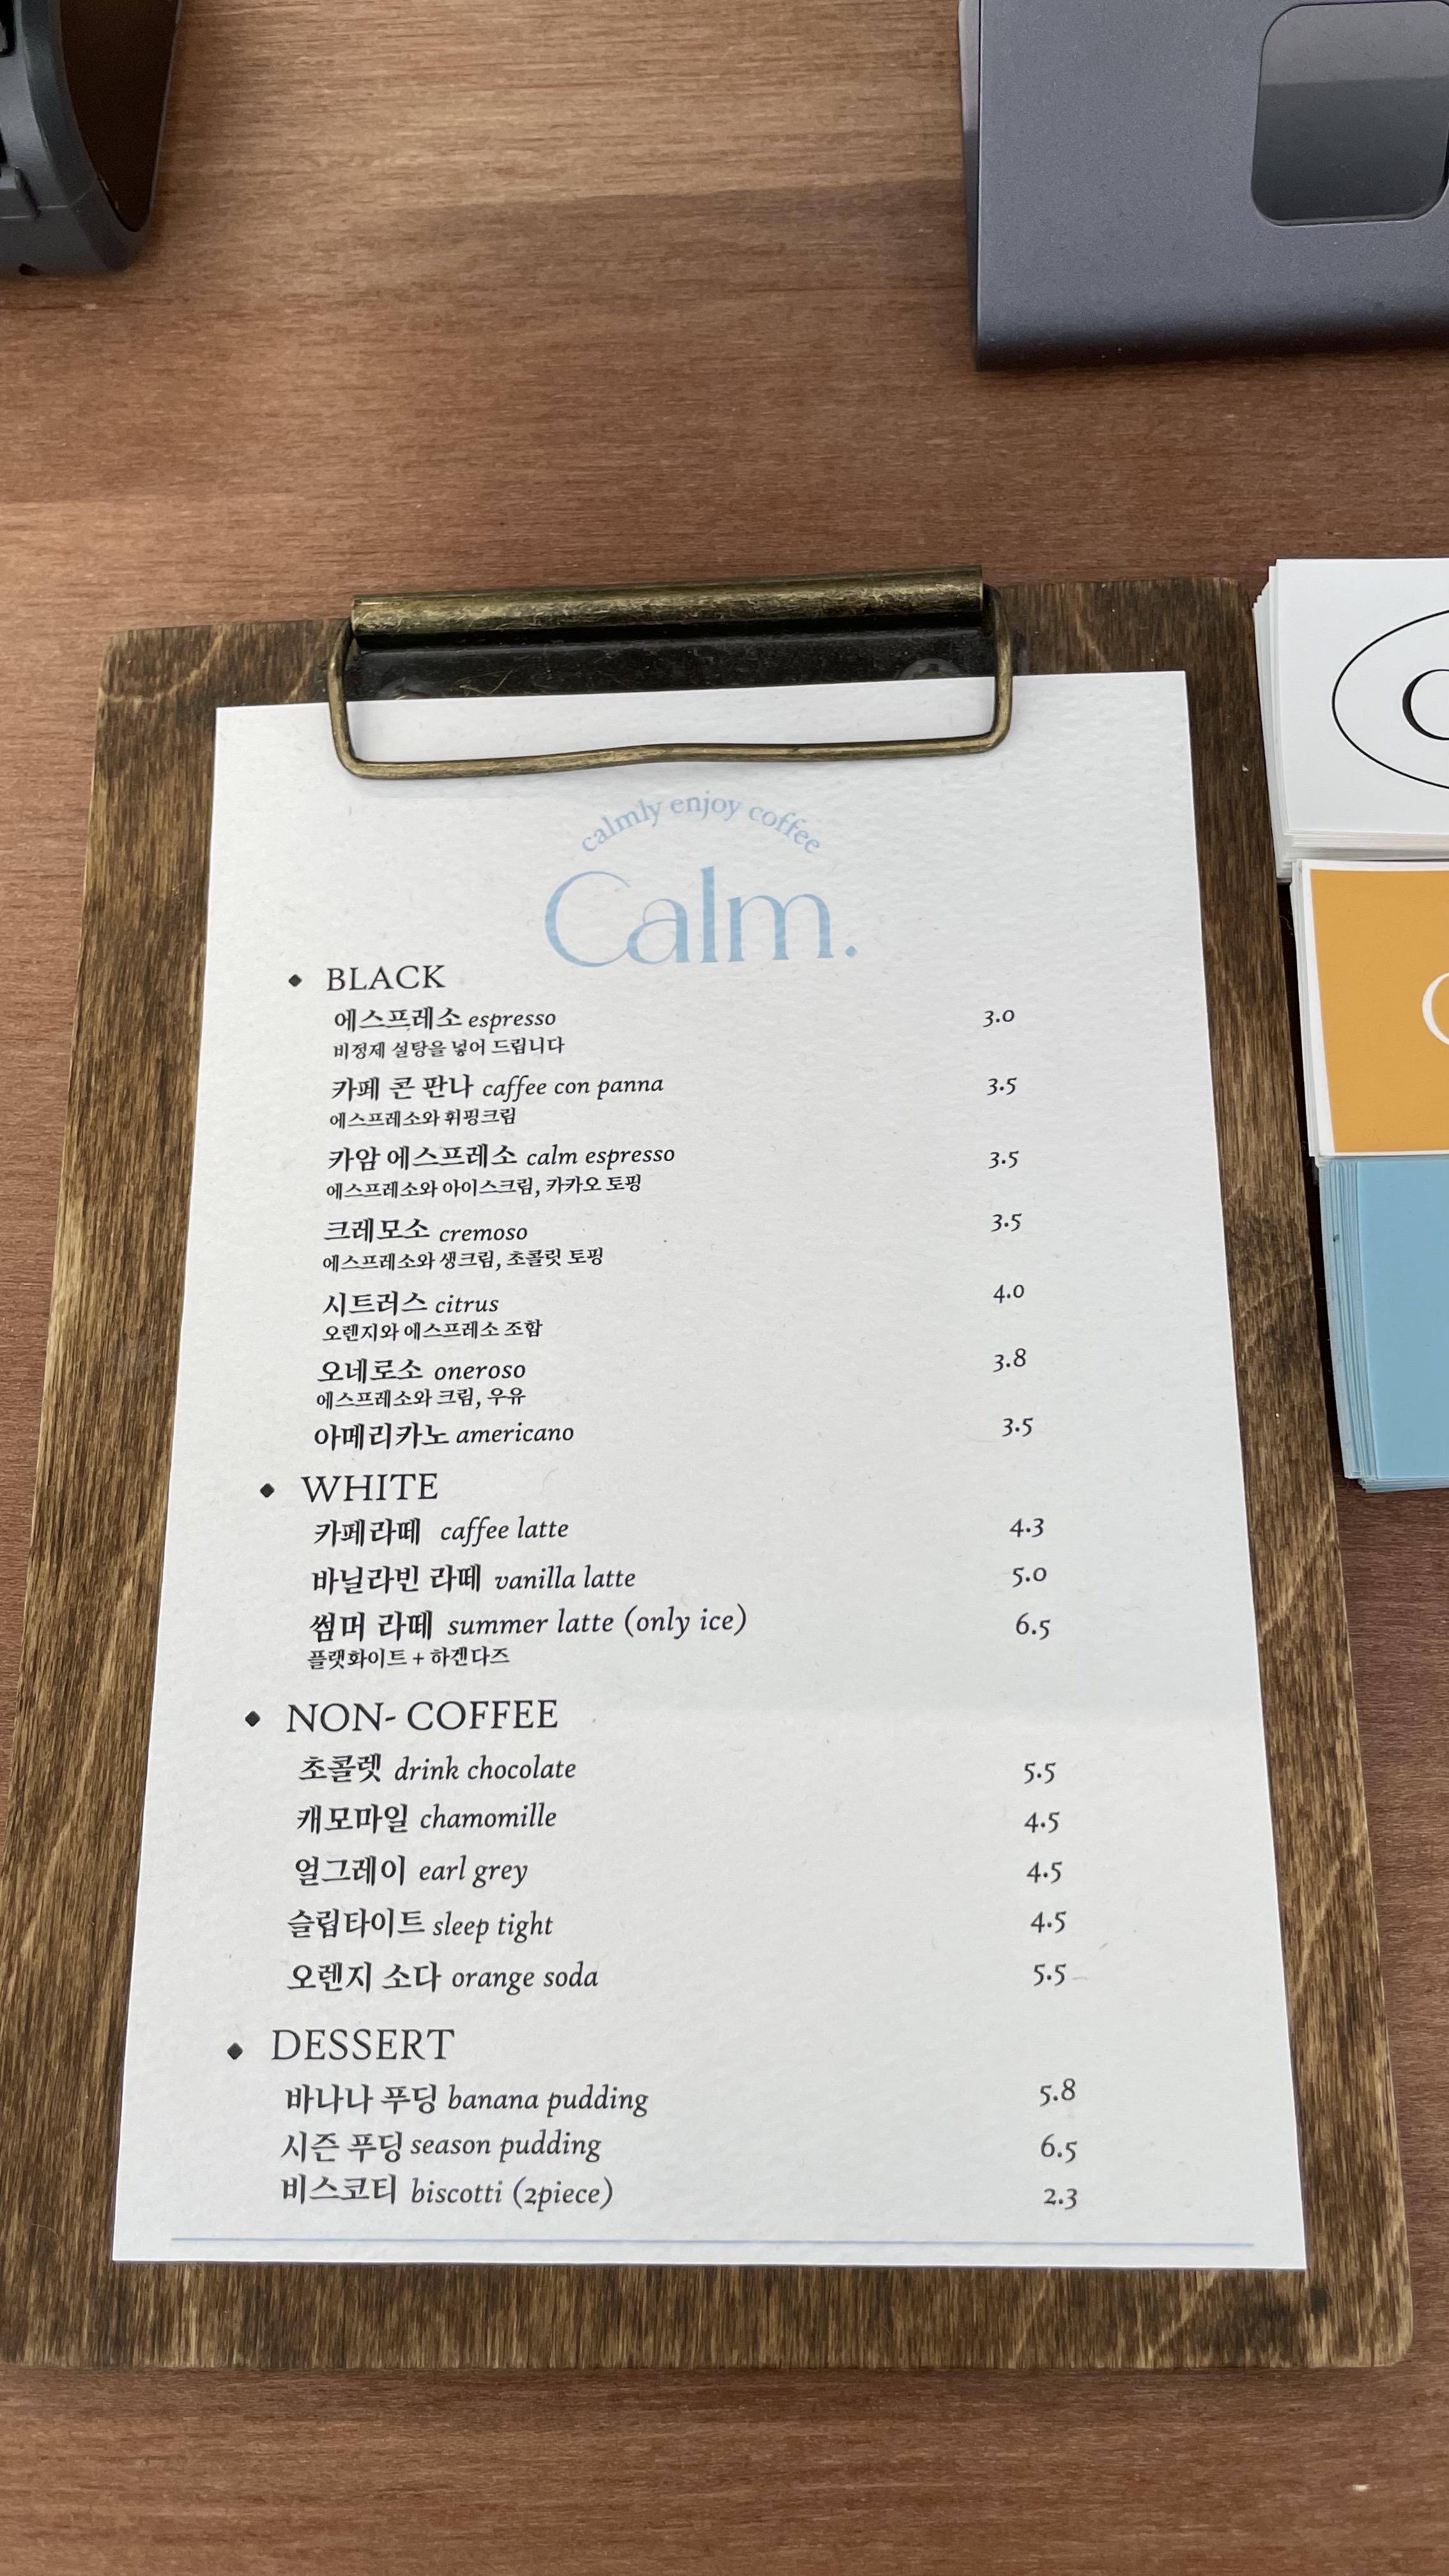 calmly enjoy coffee
Calm.
BLACK
에스프레소 espresso 3.0
비정제 설탕을 넣어 드립니다
카페 콘 판나 caffee con panna 3.5
에스프레소와 휘핑크림
카암 에스프레소 calm espresso 3.5
에스프레소와 아이스크림, 카카오 토핑
크레모소 cremoso 3.5
에스프레소와 생크림, 초콜릿 토핑
시트러스 citrus 4.0
오렌지와 에스프레소 조합
오네로소 oneroso 3.8
에스프레소와 크림, 우유
아메리카노 americano 3.5
WHITE
카페라떼 caffee latte 4.3
바닐라빈 라떼 vanilla latte 5.0
썸머 라떼 summer latte (only ice) 6.5
플랫화이트 + 하겐다즈
NON- COFFEE
초콜렛 drink chocolate 5.5
캐모마일 chamomille 4.5
얼그레이 earl grey 4.5
슬립타이트 sleep tight 4.5
오렌지 소다 orange soda 5.5
DESSERT
바나나 푸딩 banana pudding 5.8
시즌 푸딩 season pudding 6.5
비스코티 biscotti (2piece) 2.3